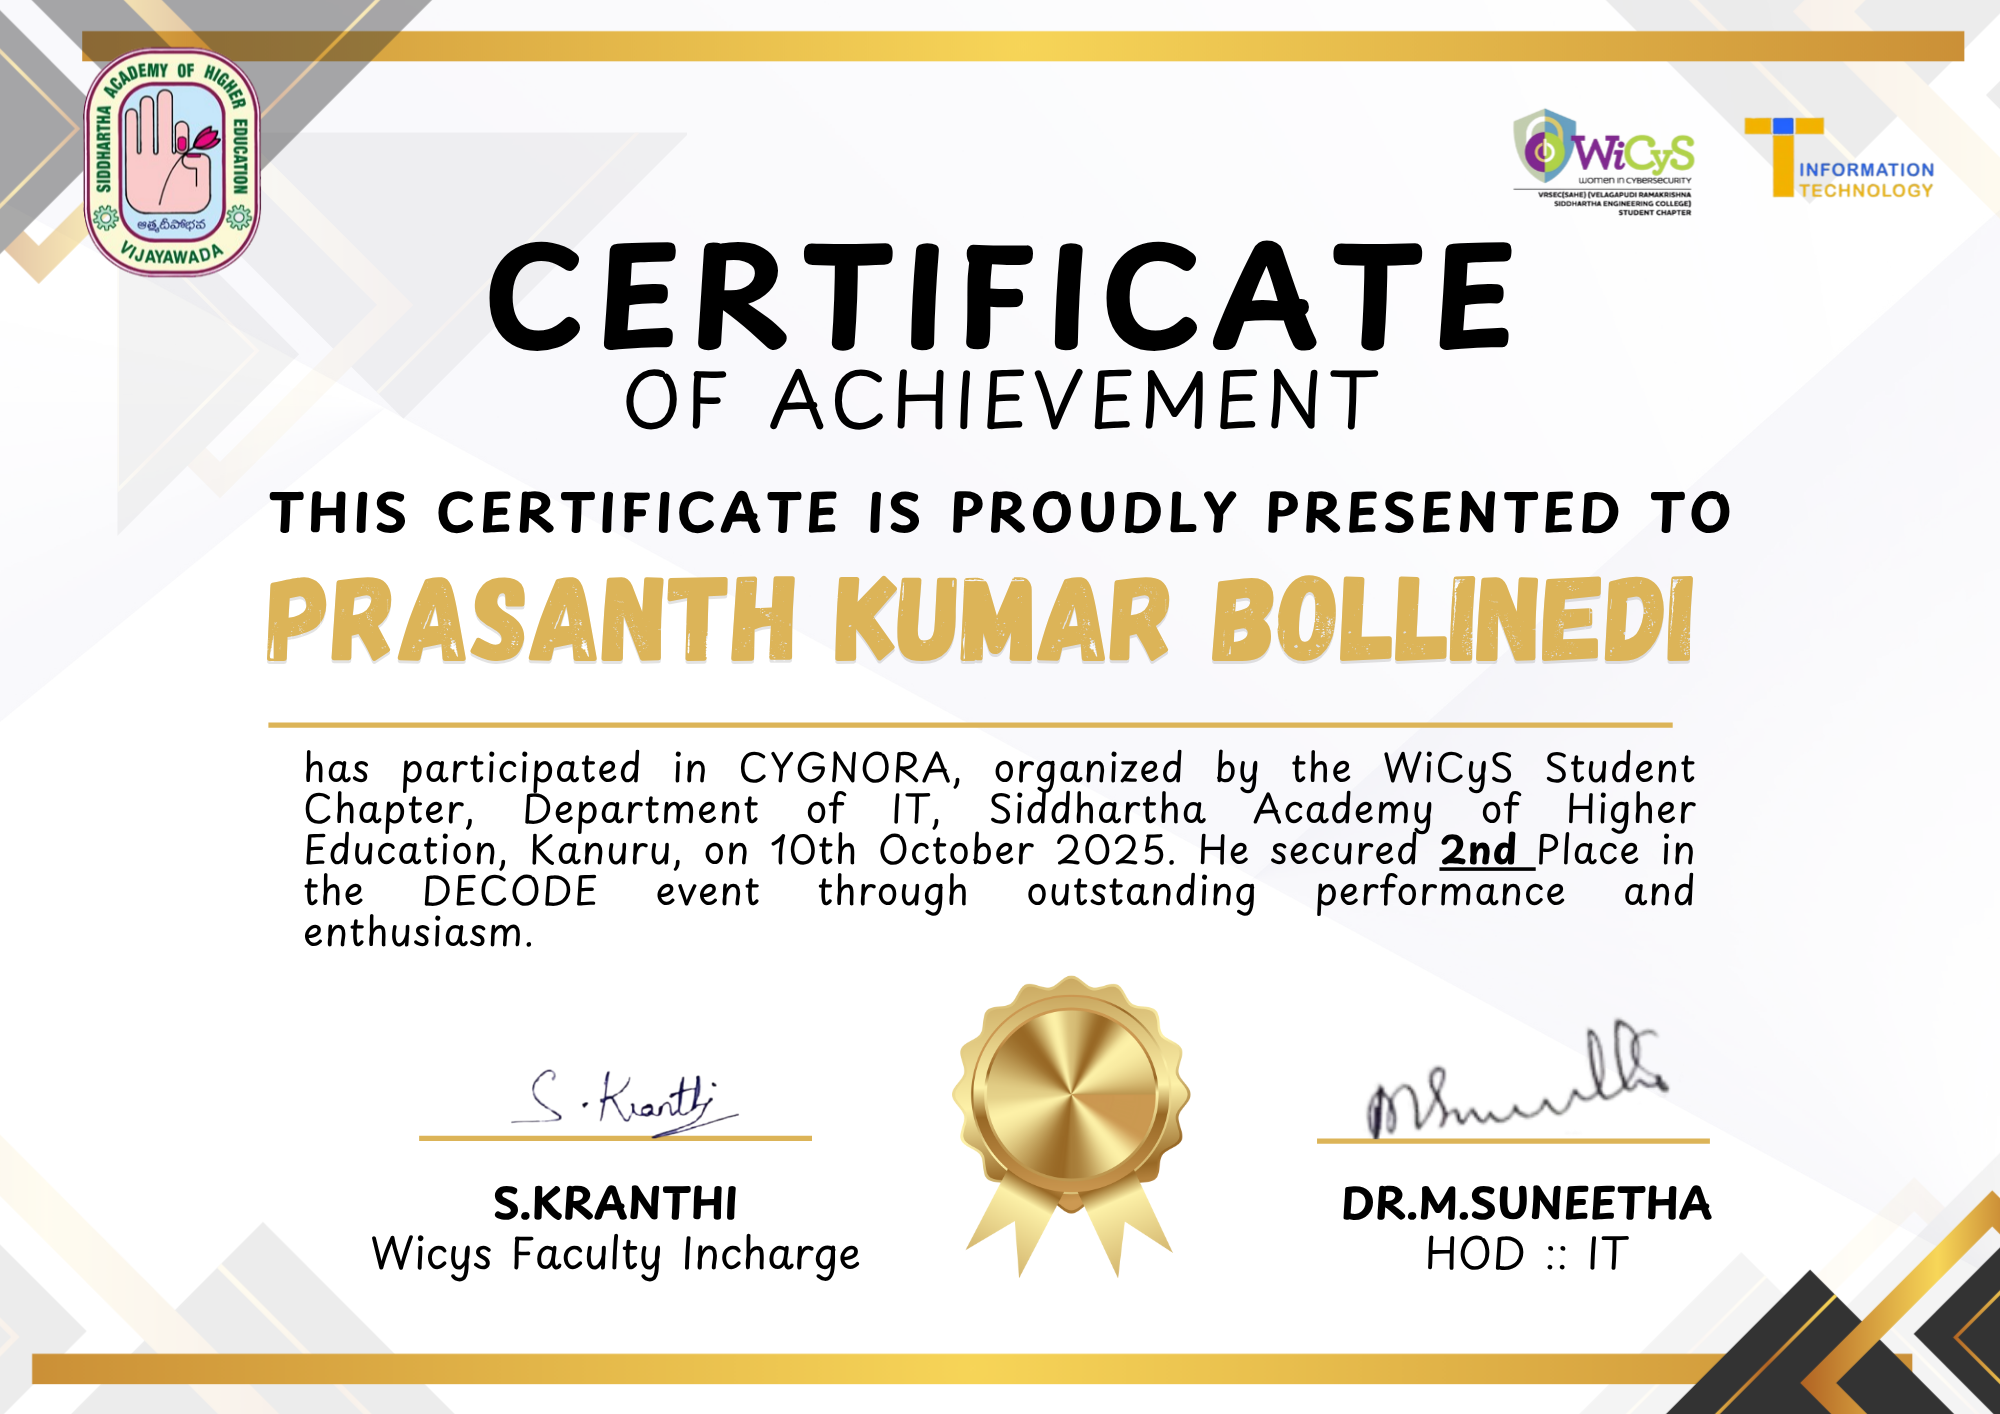 SIDDHARTHA ACADEMY OF HIGHER EDUCATION
ఆత్మదీపోభవ
VIJAYAWADA
WiCyS
WOMEN IN CYBERSECURITY
VRSEC(SAHE) (VELAGAPUDI RAMAKRISHNA
SIDDHARTHA ENGINEERING COLLEGE)
STUDENT CHAPTER
INFORMATION
TECHNOLOGY
CERTIFICATE
OF ACHIEVEMENT
THIS CERTIFICATE IS PROUDLY PRESENTED TO
PRASANTH KUMAR BOLLINEDI
has participated in CYGNORA, organized by the WiCyS Student
Chapter, Department of IT, Siddhartha Academy of Higher
Education, Kanuru, on 10th October 2025. He secured 2nd Place in
the DECODE event through outstanding performance and
enthusiasm.
S. Kranthi
MSuneetha
S.KRANTHI
Wicys Faculty Incharge
DR.M.SUNEETHA
HOD :: IT